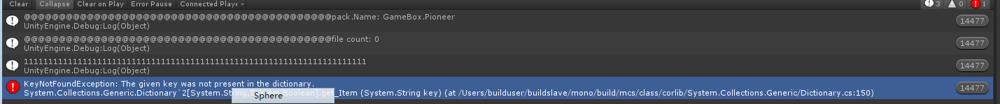 Clear Collapse Clear on Play Error Pause Connected Playe 3 0 1
@@@@@@@@@@@@@@@@@@@@@@@@@@@@@@@@@@@@@@@@@@@@pack.Name: GameBox.Pioneer
UnityEngine.Debug:Log(Object) 14477
@@@@@@@@@@@@@@@@@@@@@@@@@@@@@@@@@@@@@@@@@@@@file count: 0
UnityEngine.Debug:Log(Object) 14477
1111111111111111111111111111111111111111111111111111111111111111111111
UnityEngine.Debug:Log(Object) 14477
KeyNotFoundException: The given key was not present in the dictionary.
System.Collections.Generic.Dictionary`2[System.String,System.Boolean].get_Item (System.String key) (at /Users/builduser/buildslave/mono/build/mcs/class/corlib/System.Collections.Generic/Dictionary.cs:150) 14477
Sphere